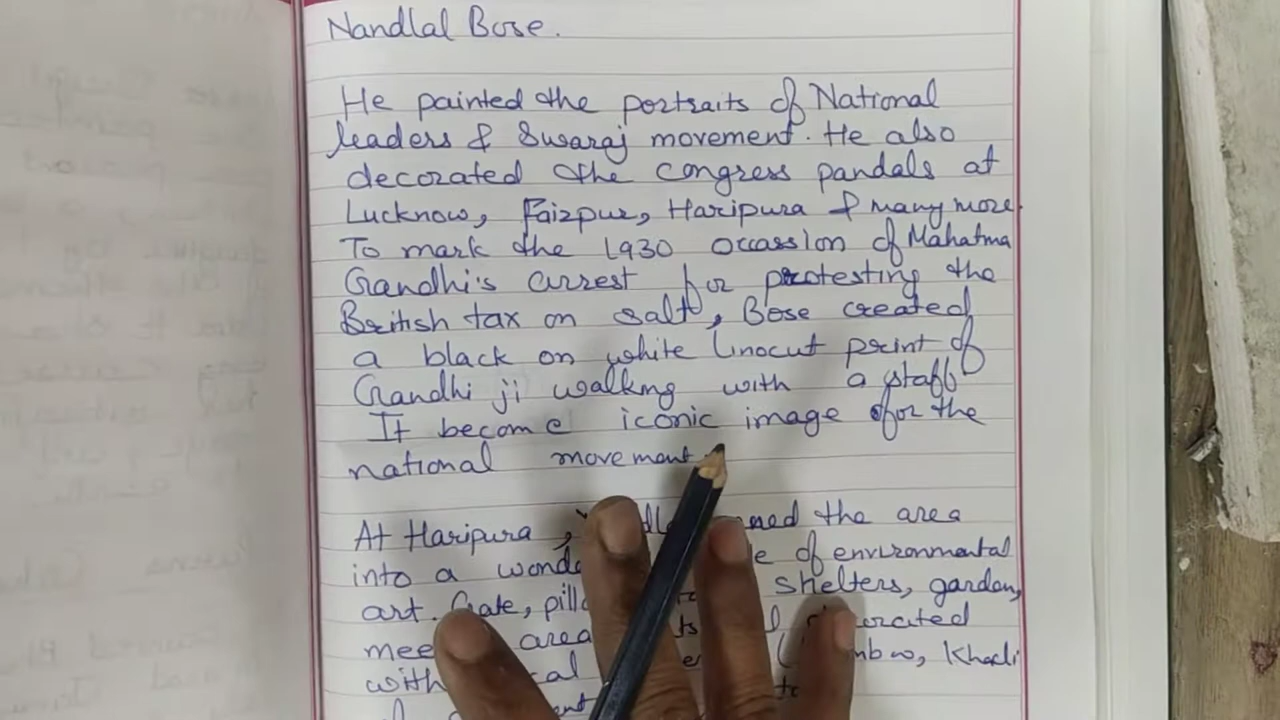 Nandlal Bose.
He painted the portraits of National
leaders & Swaraj movement. He also
decorated the Congress pandals at
Lucknow, Faizpur, Haripura & many more.
To mark the 1930 occassion of Mahatma
Gandhi's arrest for protesting the
British tax on salt, Bose created
a black on white linocut print of
Gandhi ji walking with a staff
It become iconic image for the
national movement
At Haripura, the area
into a of environmental
art. Gate, shelters, garden,
area
with Khadi